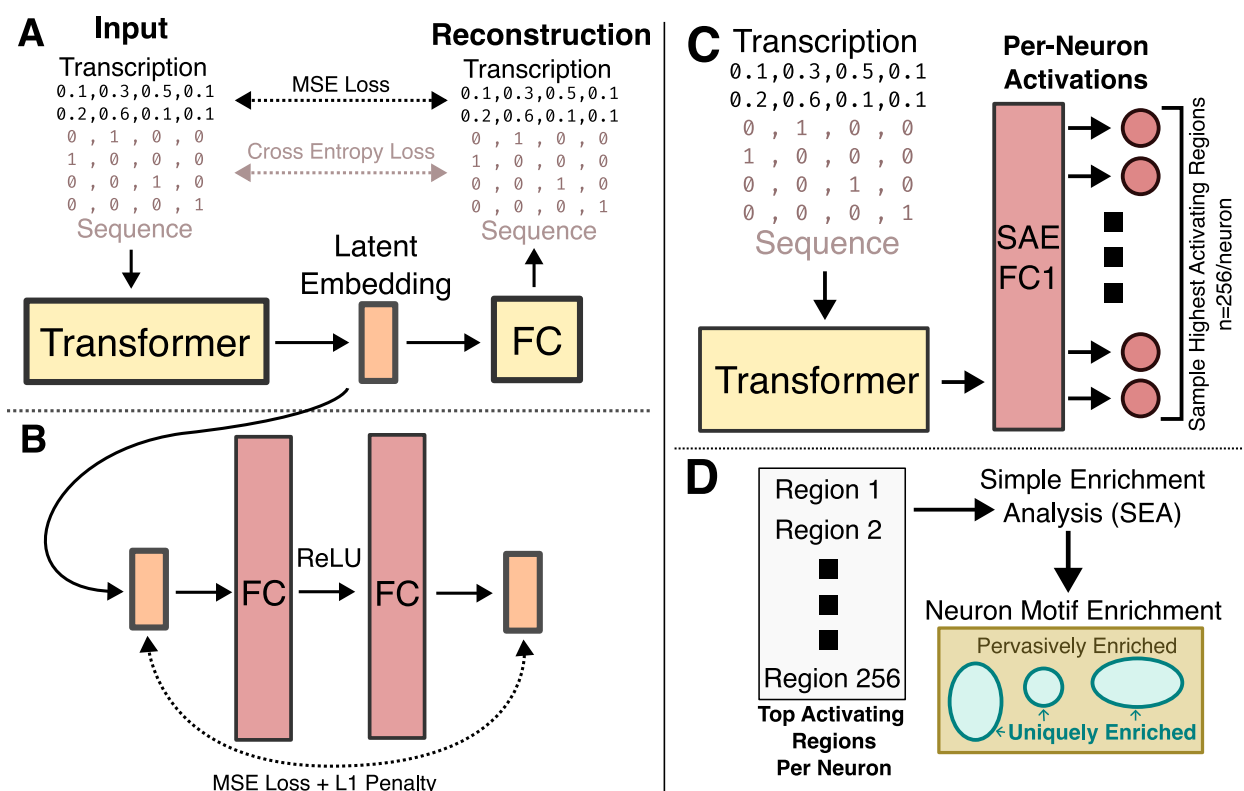 A
Input
Transcription
0.1,0.3,0.5,0.1
0.2,0.6,0.1,0.1
0 , 1 , 0 , 0
1 , 0 , 0 , 0
0 , 0 , 1 , 0
0 , 0 , 0 , 1
Sequence
MSE Loss
Cross Entropy Loss
Reconstruction
Transcription
0.1,0.3,0.5,0.1
0.2,0.6,0.1,0.1
0 , 1 , 0 , 0
1 , 0 , 0 , 0
0 , 0 , 1 , 0
0 , 0 , 0 , 1
Sequence
Transformer
Latent
Embedding
FC
B
FC
ReLU
FC
MSE Loss + L1 Penalty
C
Transcription
0.1,0.3,0.5,0.1
0.2,0.6,0.1,0.1
0 , 1 , 0 , 0
1 , 0 , 0 , 0
0 , 0 , 1 , 0
0 , 0 , 0 , 1
Sequence
Transformer
Per-Neuron
Activations
SAE
FC1
Sample Highest Activating Regions
n=256/neuron
D
Region 1
Region 2
Region 256
Top Activating
Regions
Per Neuron
Simple Enrichment
Analysis (SEA)
Neuron Motif Enrichment
Pervasively Enriched
Uniquely Enriched